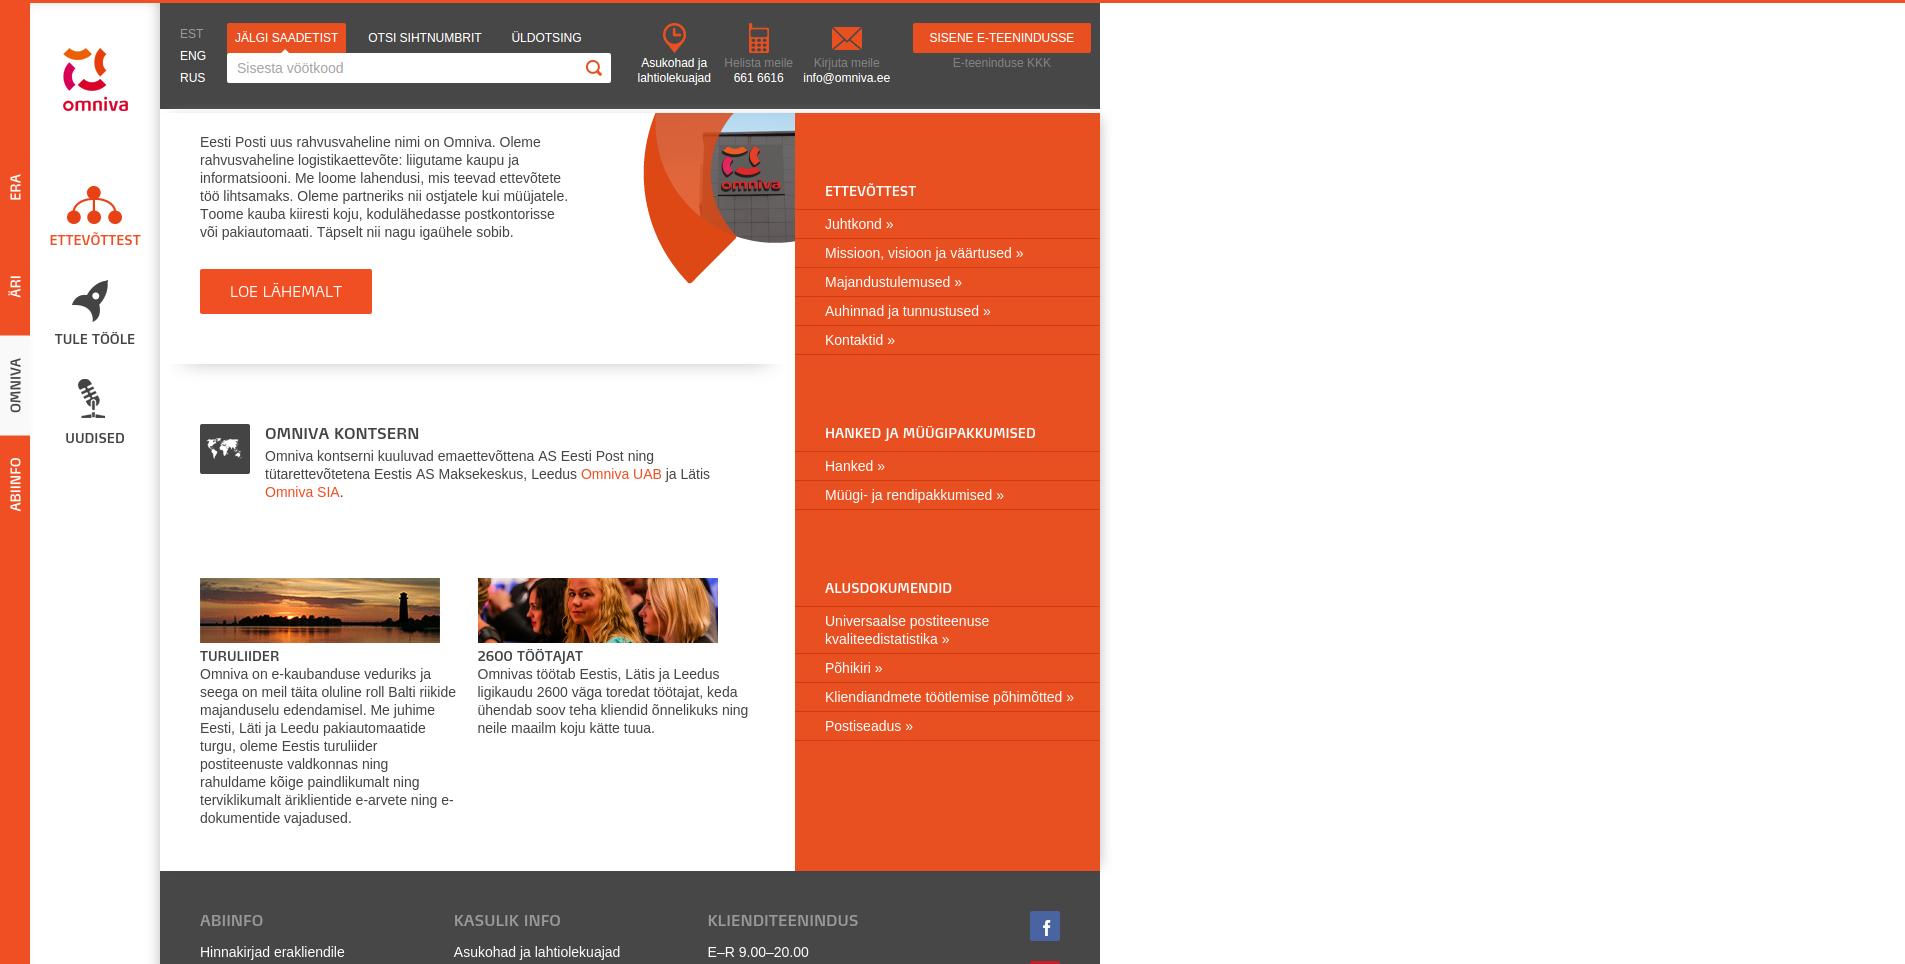 EST
ENG
RUS
JÄLGI SAADETIST
OTSI SIHTNUMBRIT
ÜLDOTSING
Sisesta vöötkood
Asukohad ja
lahtiolekuajad
Helista meile
661 6616
Kirjuta meile
info@omniva.ee
SISENE E-TEENINDUSSE
E-teeninduse KKK
omniva
ERA
ÄRI
OMNIVA
ABIINFO
ETTEVÕTTEST
TULE TÖÖLE
UUDISED
Eesti Posti uus rahvusvaheline nimi on Omniva. Oleme
rahvusvaheline logistikaettevõte: liigutame kaupu ja
informatsiooni. Me loome lahendusi, mis teevad ettevõtete
töö lihtsamaks. Oleme partneriks nii ostjatele kui müüjatele.
Toome kauba kiiresti koju, kodulähedasse postkontorisse
või pakiautomaati. Täpselt nii nagu igaühele sobib.
LOE LÄHEMALT
omniva
OMNIVA KONTSERN
Omniva kontserni kuuluvad emaettevõttena AS Eesti Post ning
tütarettevõtetena Eestis AS Maksekeskus, Leedus Omniva UAB ja Lätis
Omniva SIA.
TURULIIDER
Omniva on e-kaubanduse veduriks ja
seega on meil täita oluline roll Balti riikide
majanduselu edendamisel. Me juhime
Eesti, Läti ja Leedu pakiautomaatide
turgu, oleme Eestis turuliider
postiteenuste valdkonnas ning
rahuldame kõige paindlikumalt ning
terviklikumalt äriklientide e-arvete ning e-
dokumentide vajadused.
2600 TÖÖTAJAT
Omnivas töötab Eestis, Lätis ja Leedus
ligikaudu 2600 väga toredat töötajat, keda
ühendab soov teha kliendid õnnelikuks ning
neile maailm koju kätte tuua.
ETTEVÕTTEST
Juhtkond »
Missioon, visioon ja väärtused »
Majandustulemused »
Auhinnad ja tunnustused »
Kontaktid »
HANKED JA MÜÜGIPAKKUMISED
Hanked »
Müügi- ja rendipakkumised »
ALUSDOKUMENDID
Universaalse postiteenuse
kvaliteedistatistika »
Põhikiri »
Kliendiandmete töötlemise põhimõtted »
Postiseadus »
ABIINFO
Hinnakirjad erakliendile
KASULIK INFO
Asukohad ja lahtiolekuajad
KLIENDITEENINDUS
E–R 9.00–20.00
f